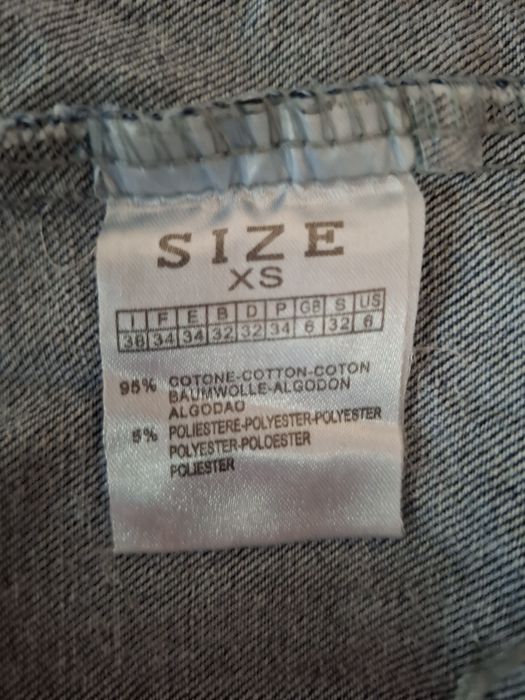 SIZE
XS
I F E B D P GB S US
38 34 34 32 32 34 6 32 6
95% COTONE-COTTON-COTON
BAUMWOLLE-ALGODON
ALGODAO
5% POLIESTERE-POLYESTER-POLYESTER
POLYESTER-POLOESTER
POLIESTER